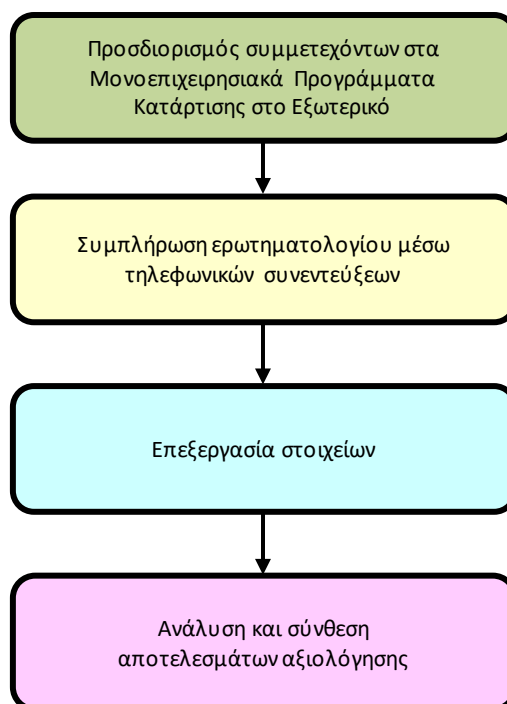 Προσδιορισμός συμμετεχόντων στα
Μονοεπιχειρησιακά Προγράμματα
Κατάρτισης στο Εξωτερικό
Συμπλήρωση ερωτηματολογίου μέσω
τηλεφωνικών συνεντεύξεων
Επεξεργασία στοιχείων
Ανάλυση και σύνθεση
αποτελεσμάτων αξιολόγησης